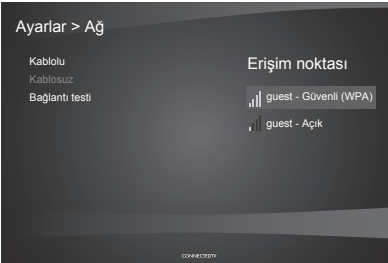 Ayarlar > Ağ
Kablolu
Kablosuz
Bağlantı testi
Erişim noktası
guest - Güvenli (WPA)
guest - Açık
CONNECTEDTV